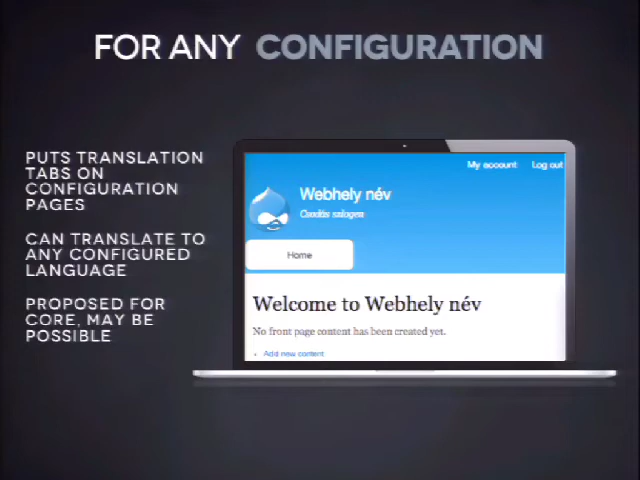 FOR ANY CONFIGURATION
PUTS TRANSLATION
TABS ON
CONFIGURATION
PAGES
CAN TRANSLATE TO
ANY CONFIGURED
LANGUAGE
PROPOSED FOR
CORE, MAY BE
POSSIBLE
My account Log out
Webhely név
Csodás szlogen
Home
Welcome to Webhely név
No front page content has been created yet.
Add new content